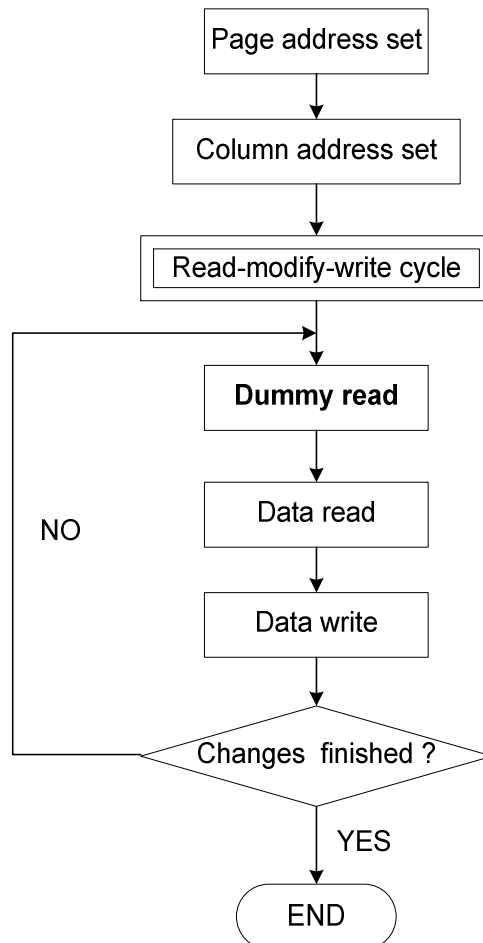 Page address set
Column address set
Read-modify-write cycle
Dummy read
Data read
NO
Data write
Changes finished ?
YES
END